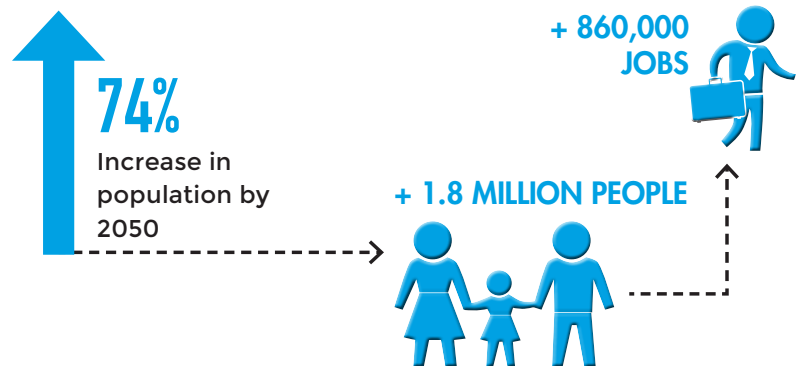 74%
Increase in
population by
2050
+ 1.8 MILLION PEOPLE
+ 860,000
JOBS